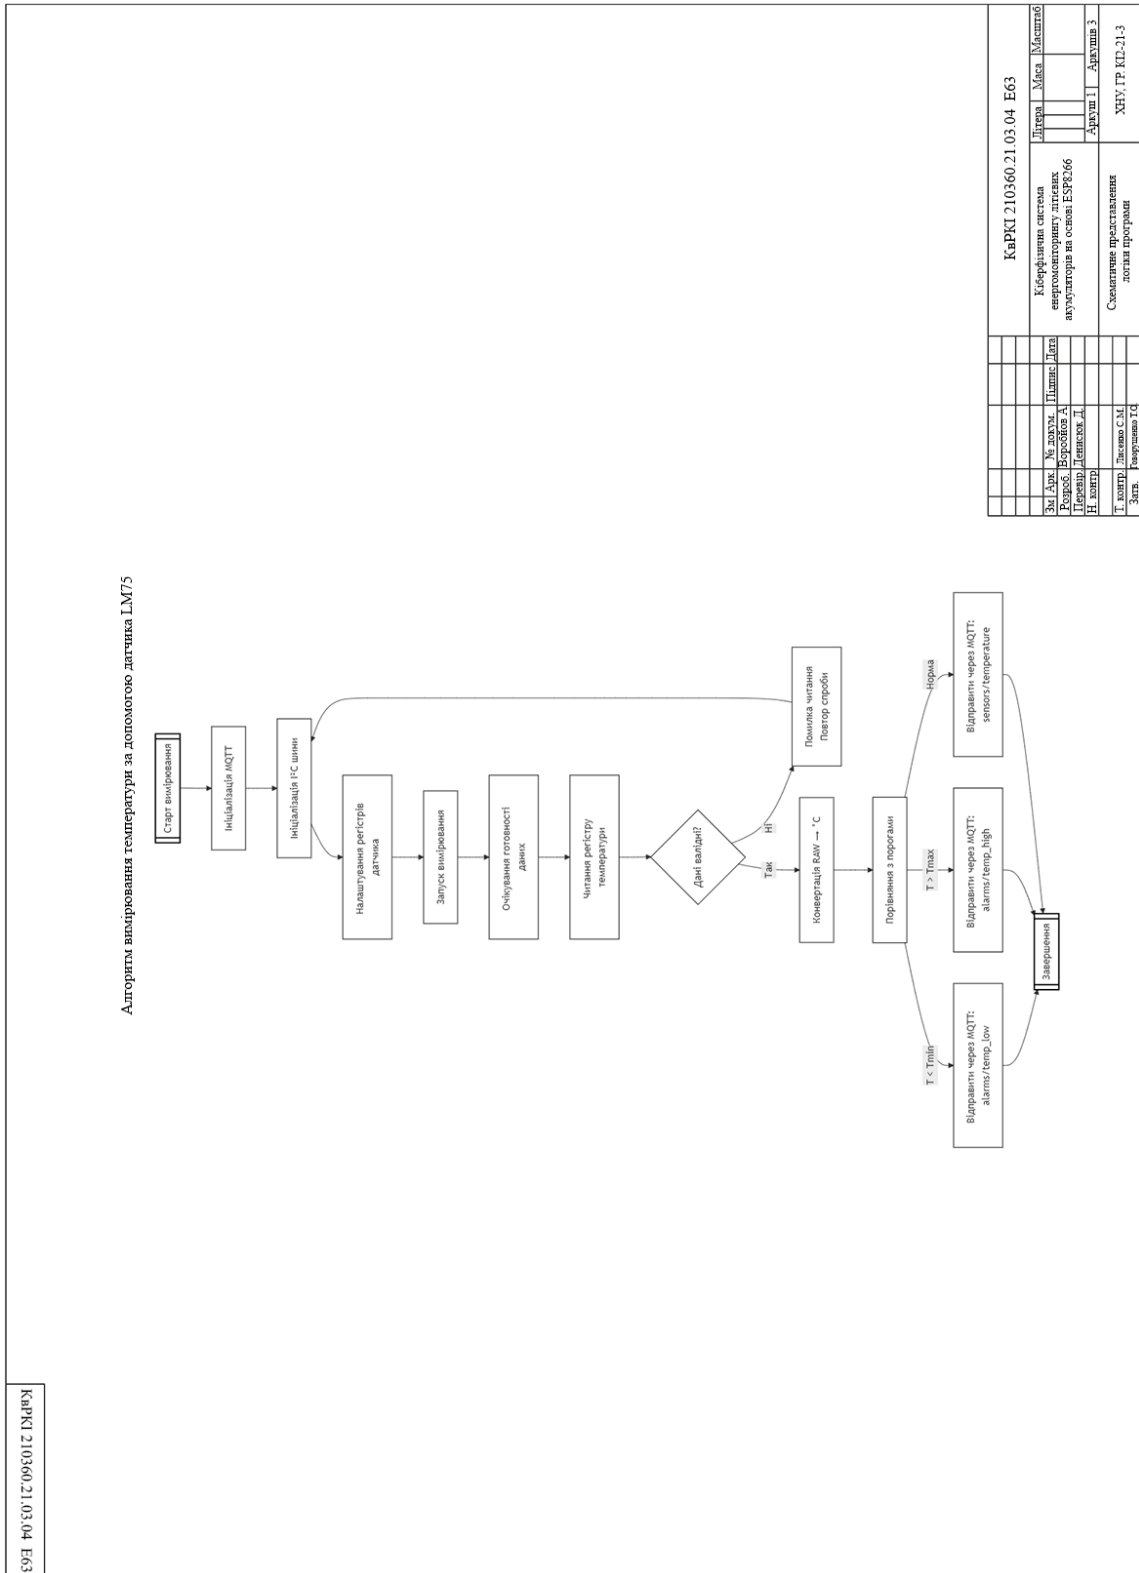 КвРКІ 210360.21.03.04 Е63
Алгоритм вимірювання температури за допомогою датчика LM75
Старт вимірювання
Ініціалізація MQTT
Ініціалізація I²C шини
Налаштування регістрів
датчика
Запуск вимірювання
Очікування готовності
даних
Читання регістру
температури
Дані валідні?
Так
Ні
Конвертація RAW → °C
Помилка читання
Повтор спроби
Порівняння з порогами
T < Tmin
T > Tmax
Норма
Відправити через MQTT:
alarms/temp_low
Відправити через MQTT:
alarms/temp_high
Відправити через MQTT:
sensors/temperature
Завершення
КвРКІ 210360.21.03.04 Е63
Зм Арк. № докум. Підпис Дата
Розроб. Воробйов А.
Перевір. Денисюк Д.
Н. контр.
Т. контр. Лисенко С.М.
Затв. Говорущенко Т.О.
Кіберфізична система
енергомоніторингу літієвих
акумуляторів на основі ESP8266
Схематичне представлення
логіки програми
Літера Маса Масштаб
Аркуш 1 Аркушів 3
ХНУ, ГР. КІ2-21-3